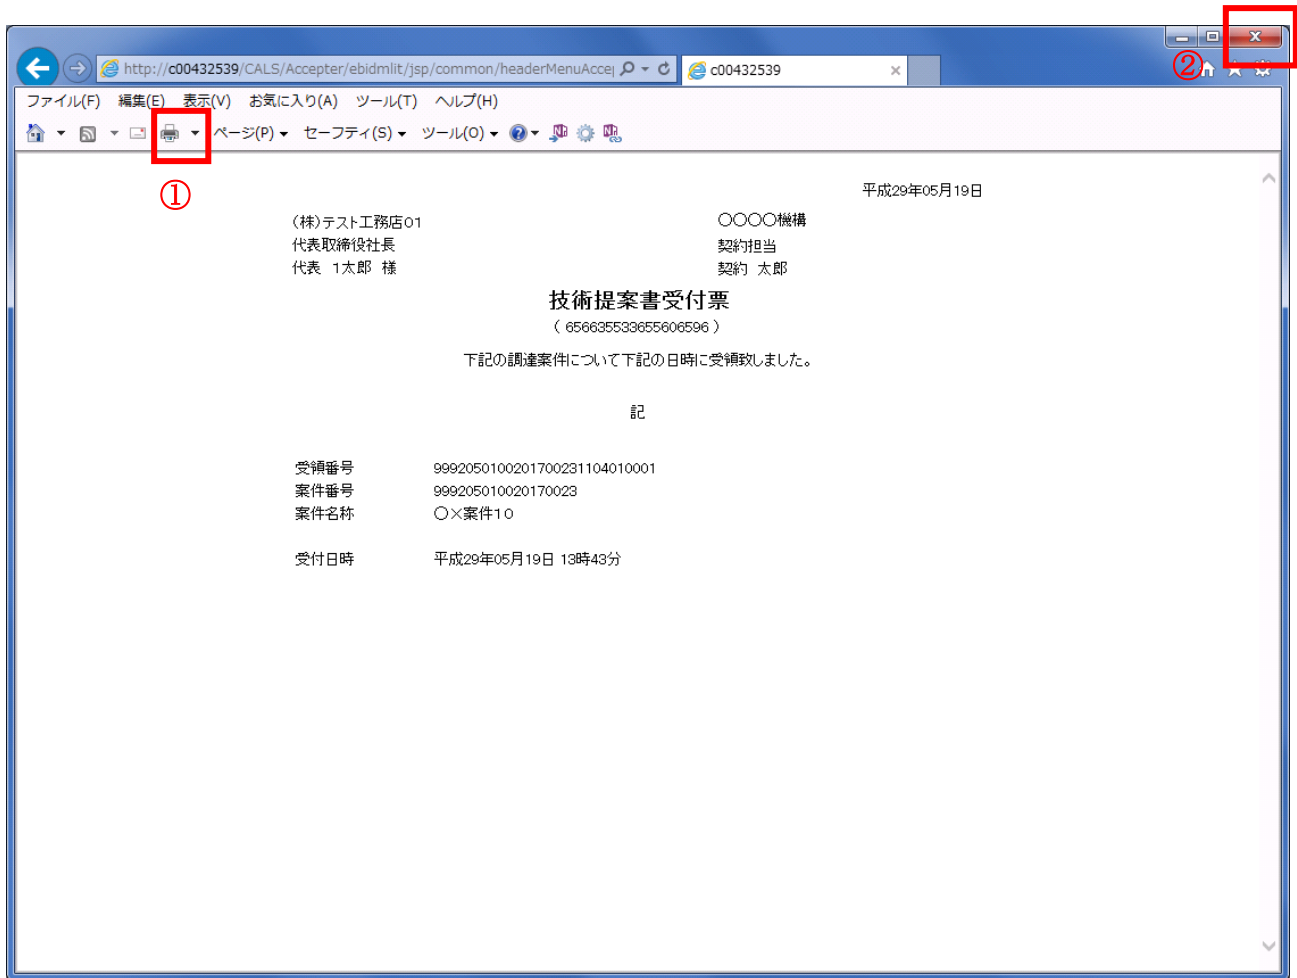 ②
http://c00432539/CALS/Accepter/ebidmlit/jsp/common/headerMenuAccep
c00432539
ファイル(F) 編集(E) 表示(V) お気に入り(A) ツール(T) ヘルプ(H)
ページ(P) セーフティ(S) ツール(O)
①
平成29年05月19日
(株)テスト工務店01
〇〇〇〇機構
代表取締役社長
契約担当
代表 1太郎 様
契約 太郎
技術提案書受付票
( 656635533655606596 )
下記の調達案件について下記の日時に受領致しました。
記
受領番号 9992050100201700231104010001
案件番号 999205010020170023
案件名称 〇×案件10
受付日時 平成29年05月19日 13時43分